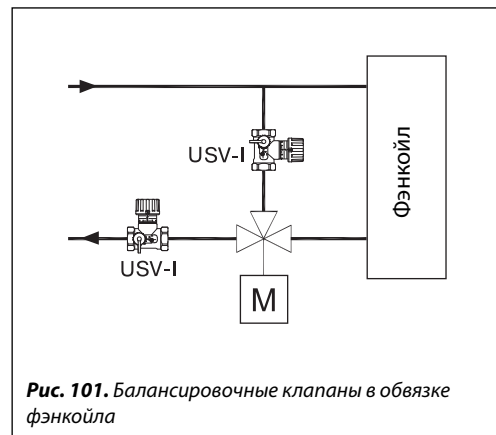 USV-I
Фэнкойл
USV-I
M
Рис. 101. Балансировочные клапаны в обвязке
фэнкойла